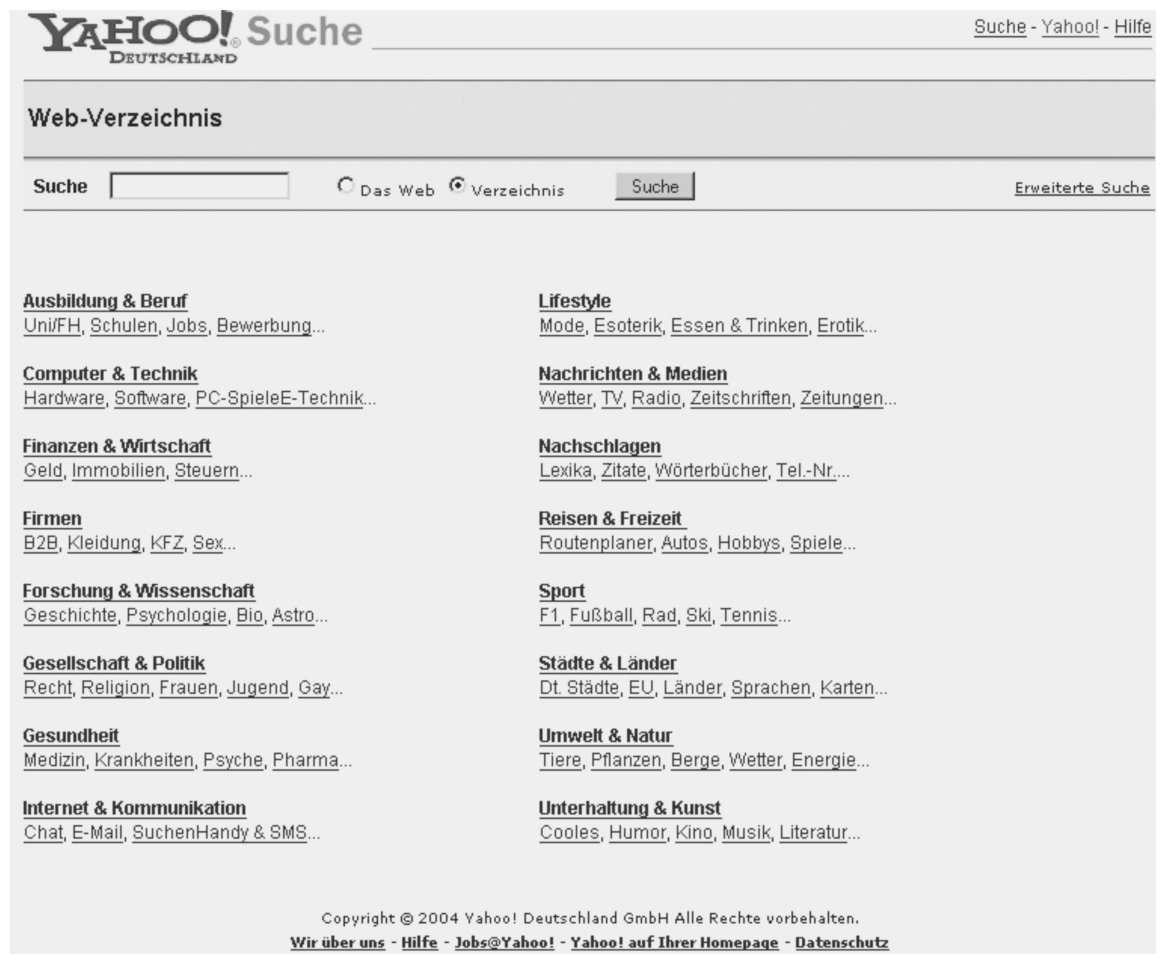 YAHOO! Suche
DEUTSCHLAND
Suche - Yahoo! - Hilfe
Web-Verzeichnis
Suche Das Web Verzeichnis Suche Erweiterte Suche
Ausbildung & Beruf
Uni/FH, Schulen, Jobs, Bewerbung...
Computer & Technik
Hardware, Software, PC-SpieleE-Technik...
Finanzen & Wirtschaft
Geld, Immobilien, Steuern...
Firmen
B2B, Kleidung, KFZ, Sex...
Forschung & Wissenschaft
Geschichte, Psychologie, Bio, Astro...
Gesellschaft & Politik
Recht, Religion, Frauen, Jugend, Gay...
Gesundheit
Medizin, Krankheiten, Psyche, Pharma...
Internet & Kommunikation
Chat, E-Mail, SuchenHandy & SMS...
Lifestyle
Mode, Esoterik, Essen & Trinken, Erotik...
Nachrichten & Medien
Wetter, TV, Radio, Zeitschriften, Zeitungen...
Nachschlagen
Lexika, Zitate, Wörterbücher, Tel.-Nr....
Reisen & Freizeit
Routenplaner, Autos, Hobbys, Spiele...
Sport
F1, Fußball, Rad, Ski, Tennis...
Städte & Länder
Dt. Städte, EU, Länder, Sprachen, Karten...
Umwelt & Natur
Tiere, Pflanzen, Berge, Wetter, Energie...
Unterhaltung & Kunst
Cooles, Humor, Kino, Musik, Literatur...
Copyright © 2004 Yahoo! Deutschland GmbH Alle Rechte vorbehalten.
Wir über uns - Hilfe - Jobs@Yahoo! - Yahoo! auf Ihrer Homepage - Datenschutz